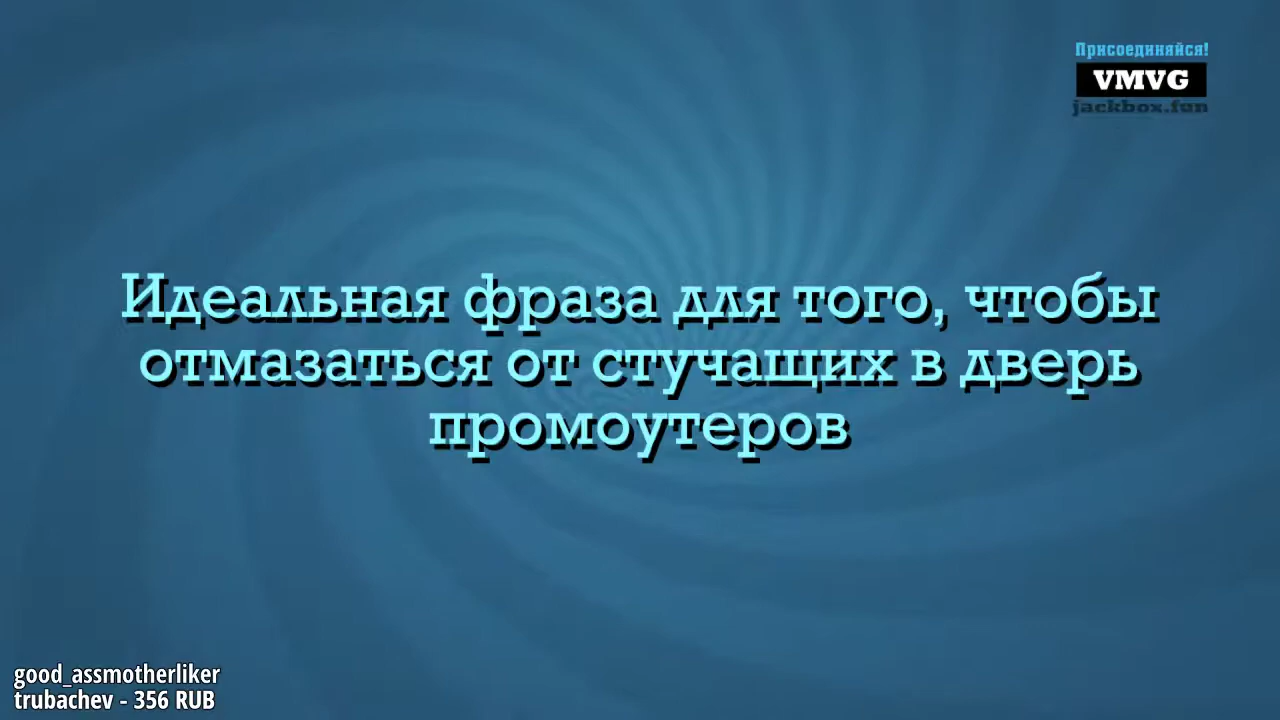 Присоединяйся!
VMVG
jackbox.fun
Идеальная фраза для того, чтобы
отмазаться от стучащих в дверь
промоутеров
good_assmotherliker
trubachev - 356 RUB